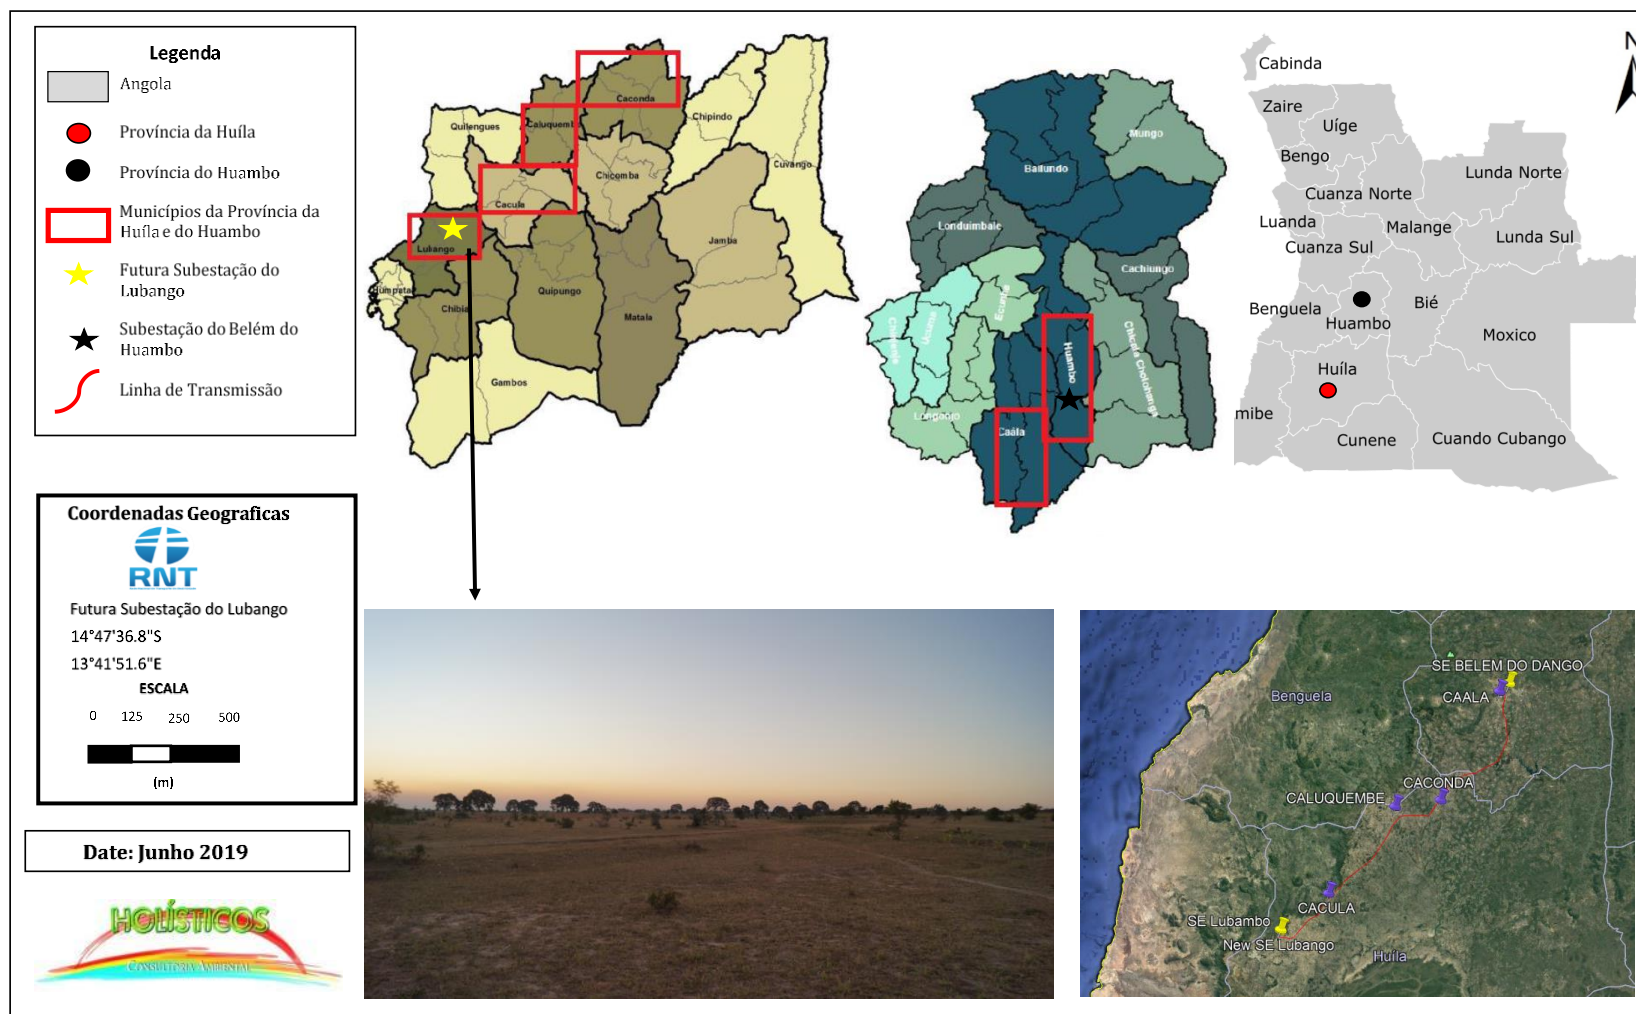 Legenda
Angola
Província da Huíla
Província do Huambo
Municípios da Província da
Huíla e do Huambo
Futura Subestação do
Lubango
Subestação do Belém do
Huambo
Linha de Transmissão
Caconda
Caluquemb
Quilengues
Chipindo
Cuvango
Chicomba
Cacula
Lubango
Jamba
Humpata
Chibia
Quipungo
Matala
Gambos
Mungo
Bailundo
Londuimbale
Cachiungo
Ecunha
Ucuma
Huambo
Longonjo
Caála
N
Cabinda
Zaire
Uíge
Bengo
Lunda Norte
Cuanza Norte
Luanda
Malange
Cuanza Sul
Lunda Sul
Benguela
Bié
Huambo
Moxico
Huíla
mibe
Cunene
Cuando Cubango
Coordenadas Geograficas
RNT
Futura Subestação do Lubango
14°47'36.8"S
13°41'51.6"E
ESCALA
0 125 250 500
(m)
Date: Junho 2019
HOLÍSTICOS
CONSULTORIA AMBIENTAL
SE BELEM DO DANGO
Benguela
CAALA
CACONDA
CALUQUEMBE
CACULA
SE Lubambo
New SE Lubango
Huíla